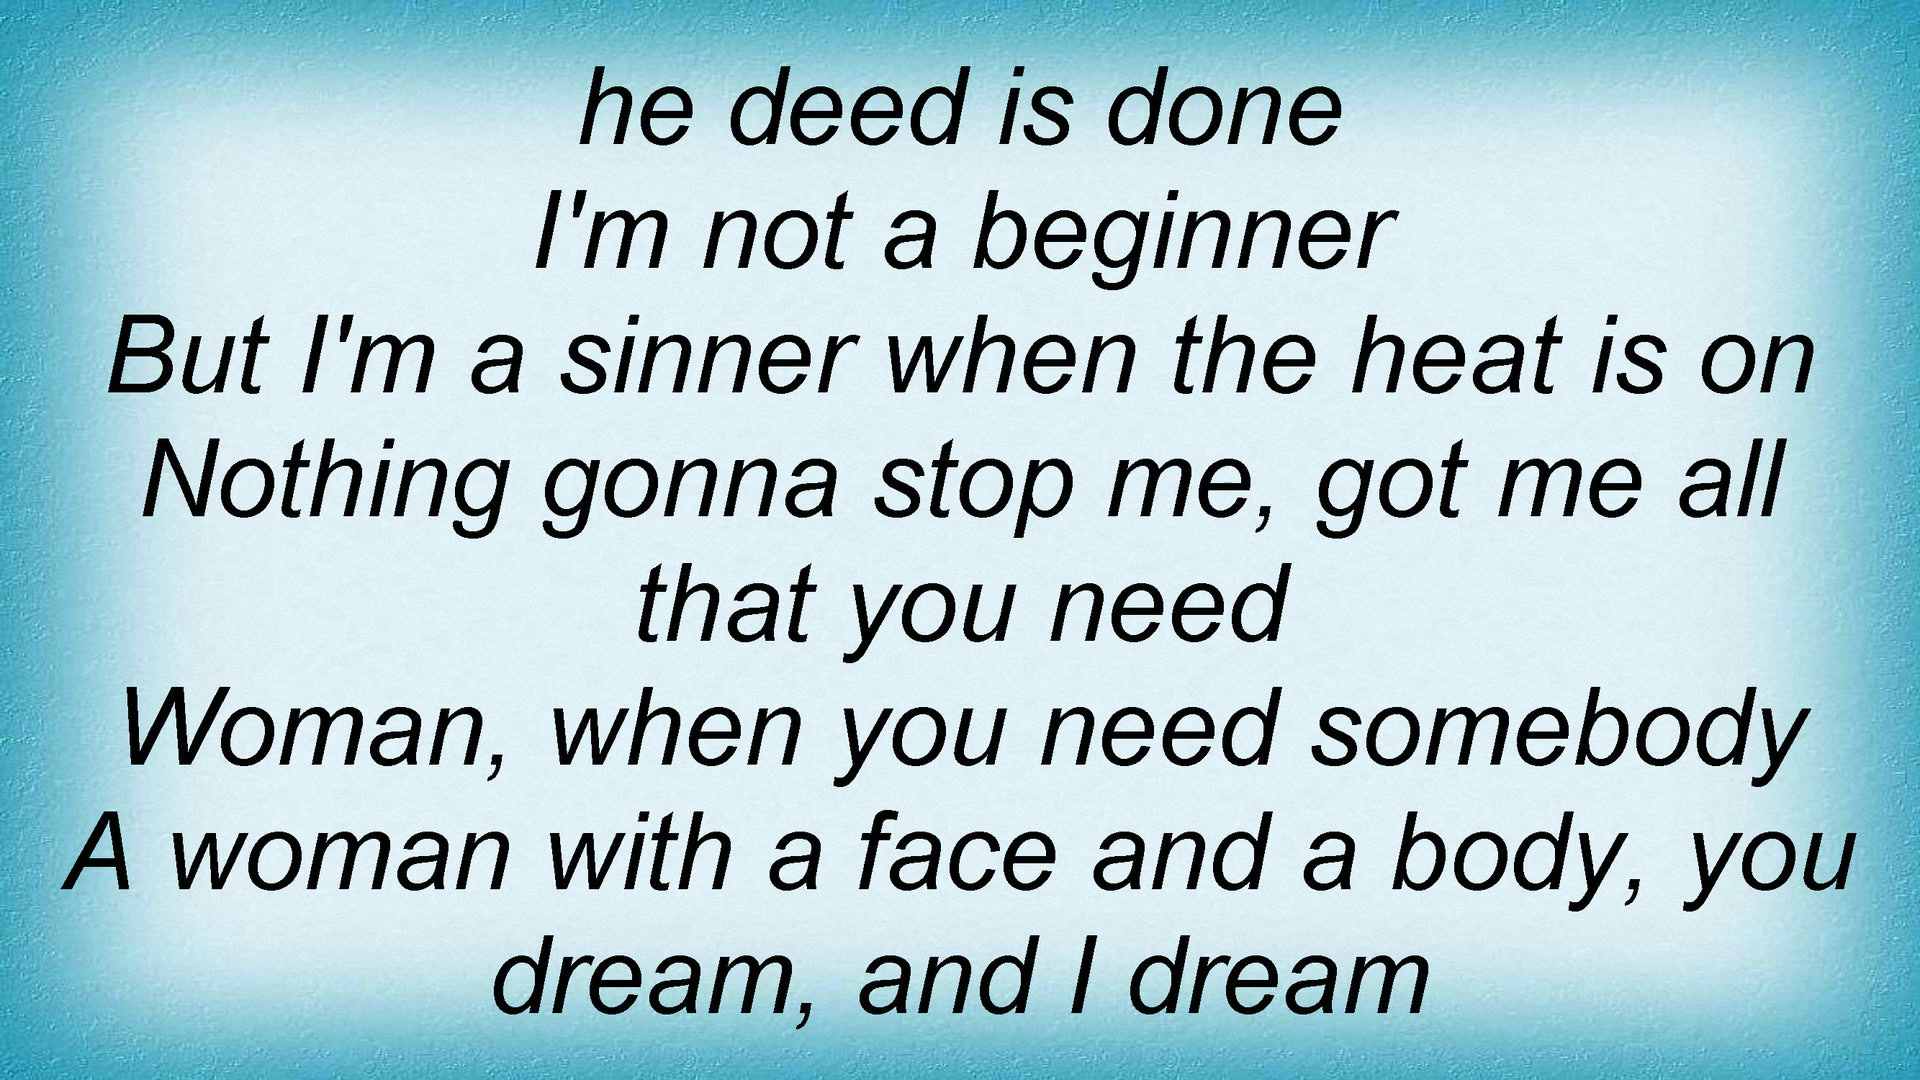 he deed is done
I'm not a beginner
But I'm a sinner when the heat is on
Nothing gonna stop me, got me all
that you need
Woman, when you need somebody
A woman with a face and a body, you
dream, and I dream